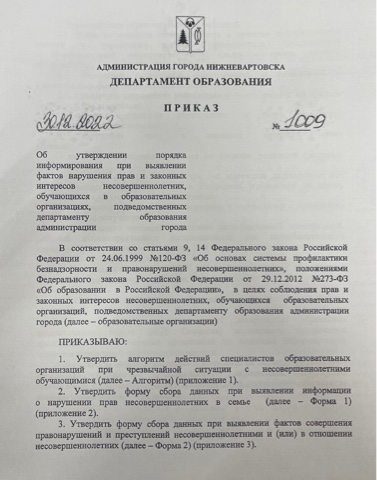 АДМИНИСТРАЦИЯ ГОРОДА НИЖНЕВАРТОВСКА
ДЕПАРТАМЕНТ ОБРАЗОВАНИЯ
ПРИКАЗ
30.12.2022 № 1009
Об утверждении порядка
информирования при выявлении
фактов нарушения прав и законных
интересов несовершеннолетних,
обучающихся в образовательных
организациях, подведомственных
департаменту образования
администрации города
В соответствии со статьями 9, 14 Федерального закона Российской
Федерации от 24.06.1999 №120-ФЗ «Об основах системы профилактики
безнадзорности и правонарушений несовершеннолетних», положениями
Федерального закона Российской Федерации от 29.12.2012 №273-ФЗ
«Об образовании в Российской Федерации», в целях соблюдения прав и
законных интересов несовершеннолетних, обучающихся образовательных
организаций, подведомственных департаменту образования администрации
города (далее – образовательные организации)
ПРИКАЗЫВАЮ:
1. Утвердить алгоритм действий специалистов образовательных
организаций при чрезвычайной ситуации с несовершеннолетними
обучающимися (далее – Алгоритм) (приложение 1).
2. Утвердить форму сбора данных при выявлении информации
о нарушении прав несовершеннолетних в семье (далее – Форма 1)
(приложение 2).
3. Утвердить форму сбора данных при выявлении фактов совершения
правонарушений и преступлений несовершеннолетними и (или) в отношении
несовершеннолетних (далее – Форма 2) (приложение 3).